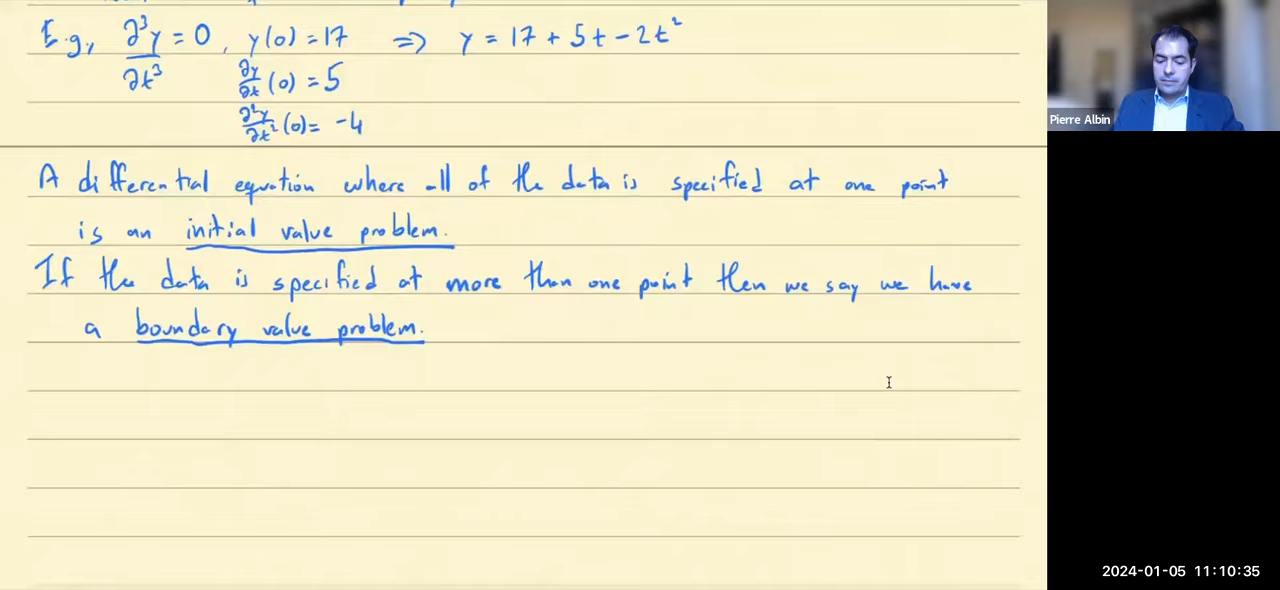 E.g., ∂³y/∂t³ = 0, y(0) = 17 ⇒ y = 17 + 5t - 2t²
∂y/∂t (0) = 5
∂²y/∂t² (0) = -4
A differential equation where all of the data is specified at one point
is an initial value problem.
If the data is specified at more than one point then we say we have
a boundary value problem.
Pierre Albin
2024-01-05 11:10:35